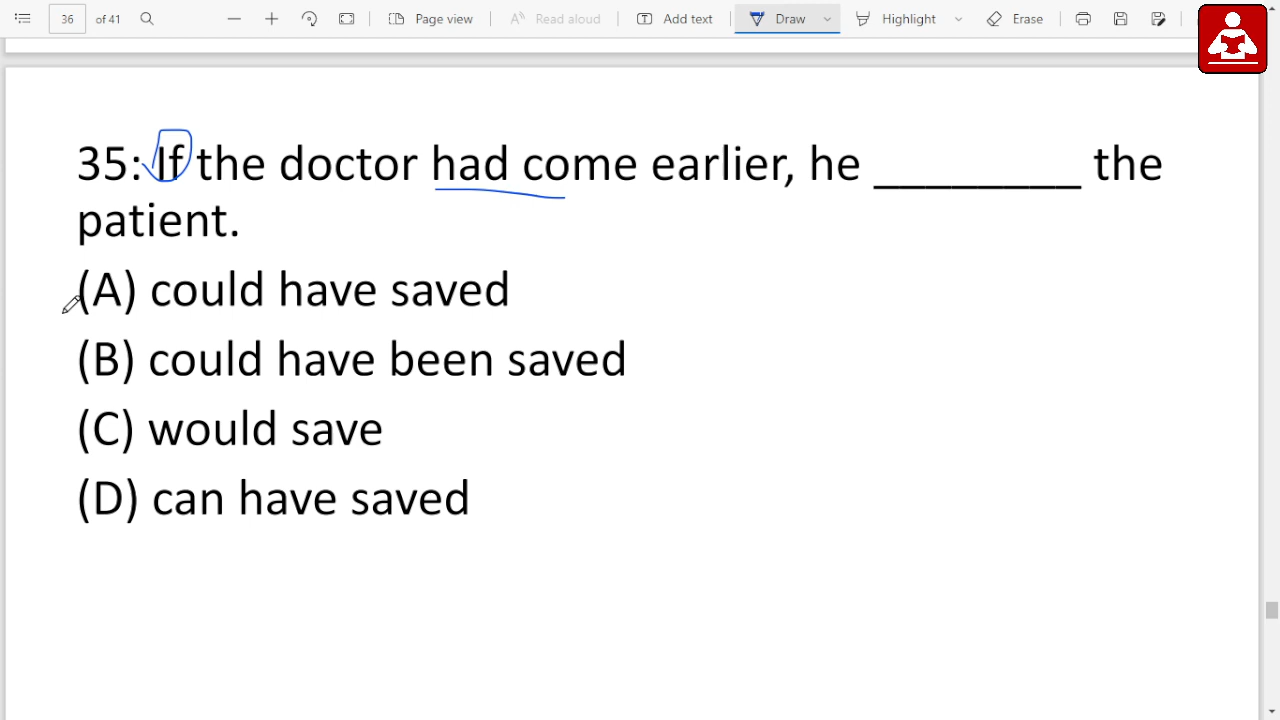 36 of 41 Page view Read aloud Add text Draw Highlight Erase
35: If the doctor had come earlier, he ________ the
patient.
(A) could have saved
(B) could have been saved
(C) would save
(D) can have saved